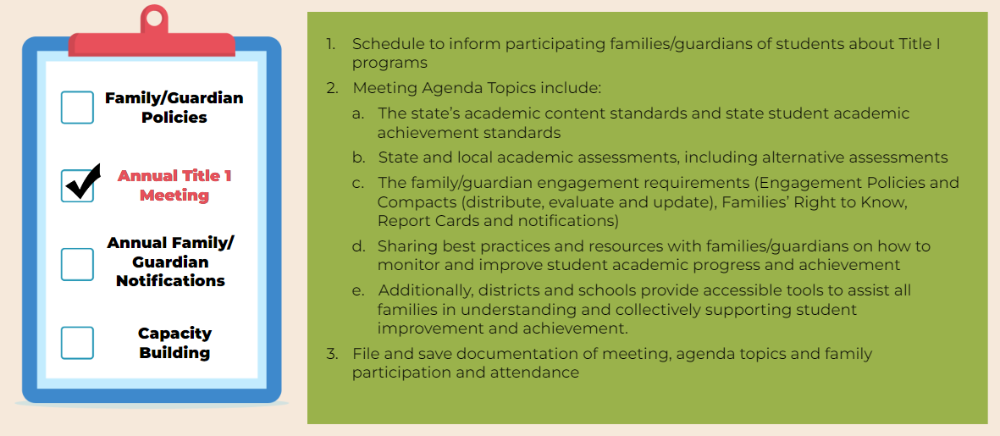 Family/Guardian
Policies
Annual Title 1
Meeting
Annual Family/
Guardian
Notifications
Capacity
Building
1. Schedule to inform participating families/guardians of students about Title I
programs
2. Meeting Agenda Topics include:
a. The state's academic content standards and state student academic
achievement standards
b. State and local academic assessments, including alternative assessments
c. The family/guardian engagement requirements (Engagement Policies and
Compacts (distribute, evaluate and update), Families' Right to Know,
Report Cards and notifications)
d. Sharing best practices and resources with families/guardians on how to
monitor and improve student academic progress and achievement
e. Additionally, districts and schools provide accessible tools to assist all
families in understanding and collectively supporting student
improvement and achievement.
3. File and save documentation of meeting, agenda topics and family
participation and attendance